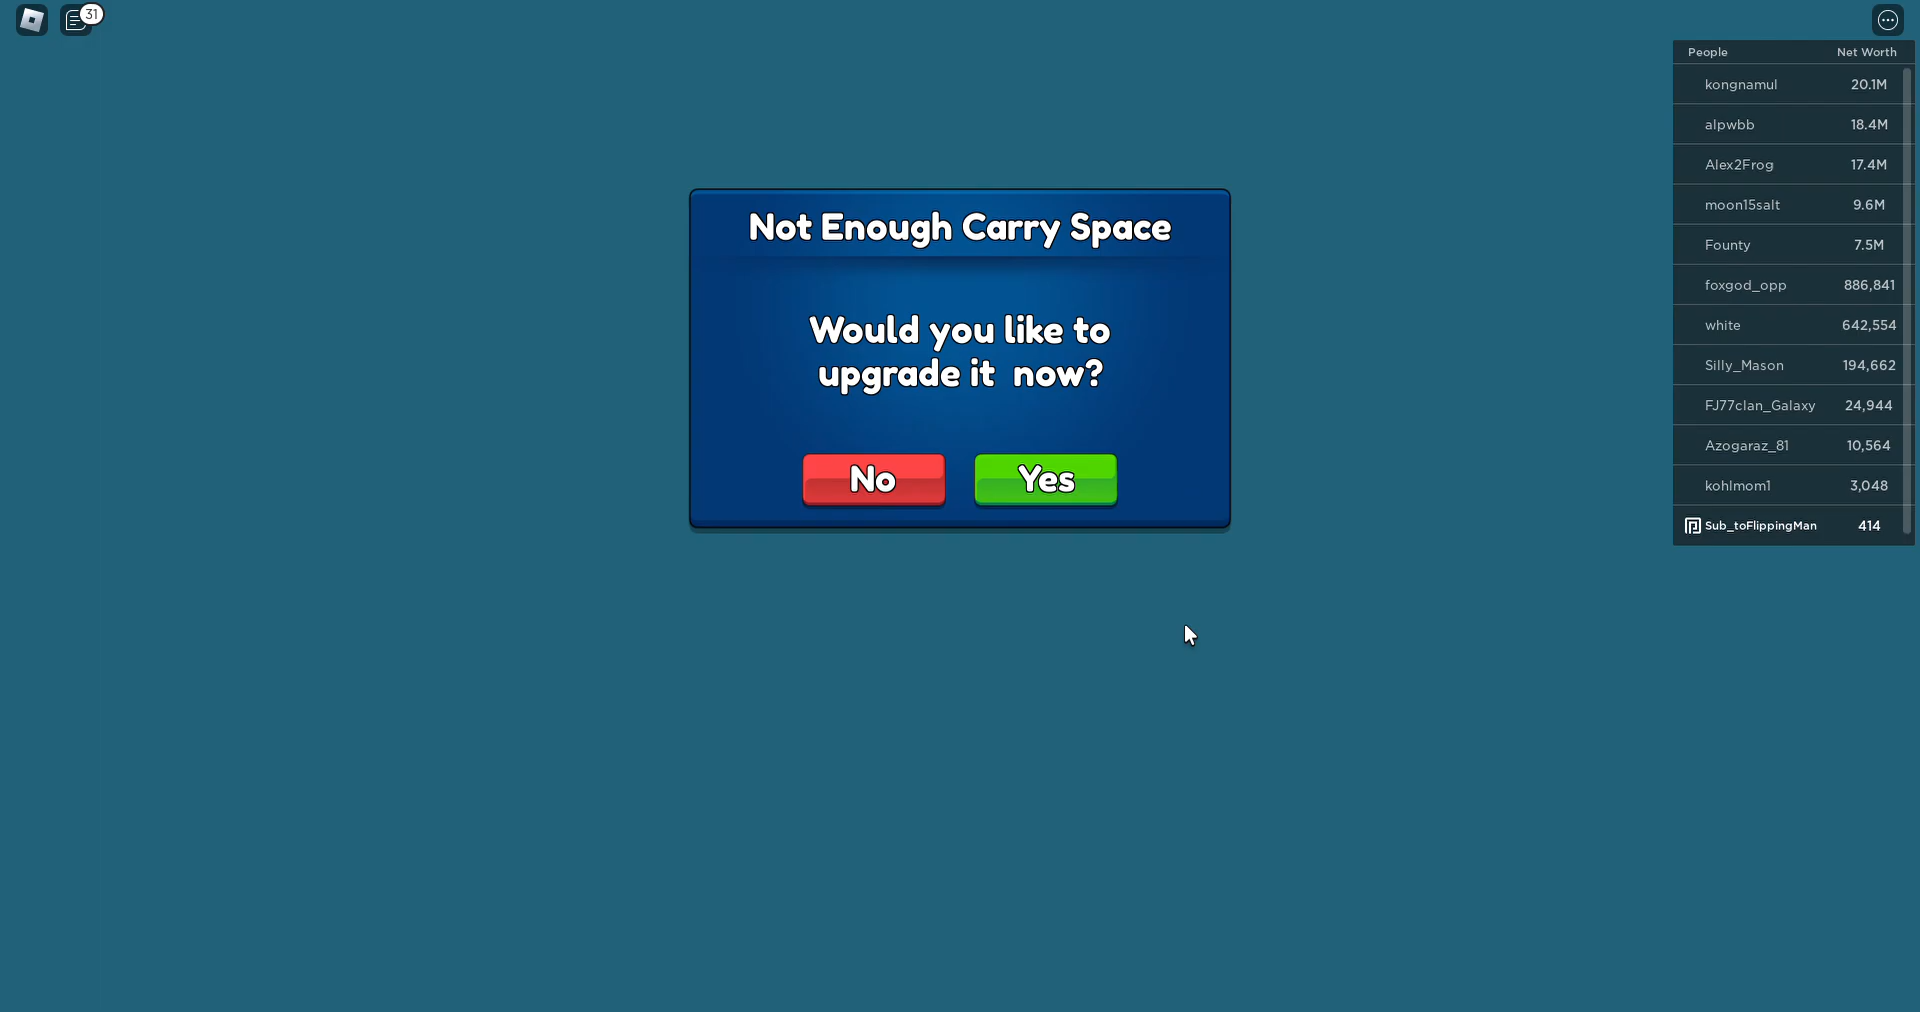 31
People Net Worth
kongnamul 20.1M
alpwbb 18.4M
Alex2Frog 17.4M
moon15salt 9.6M
Founty 7.5M
foxgod_opp 886,841
white 642,554
Silly_Mason 194,662
FJ77clan_Galaxy 24,944
Azogaraz_81 10,564
kohlmom1 3,048
Sub_toFlippingMan 414
Not Enough Carry Space
Would you like to
upgrade it now?
No Yes